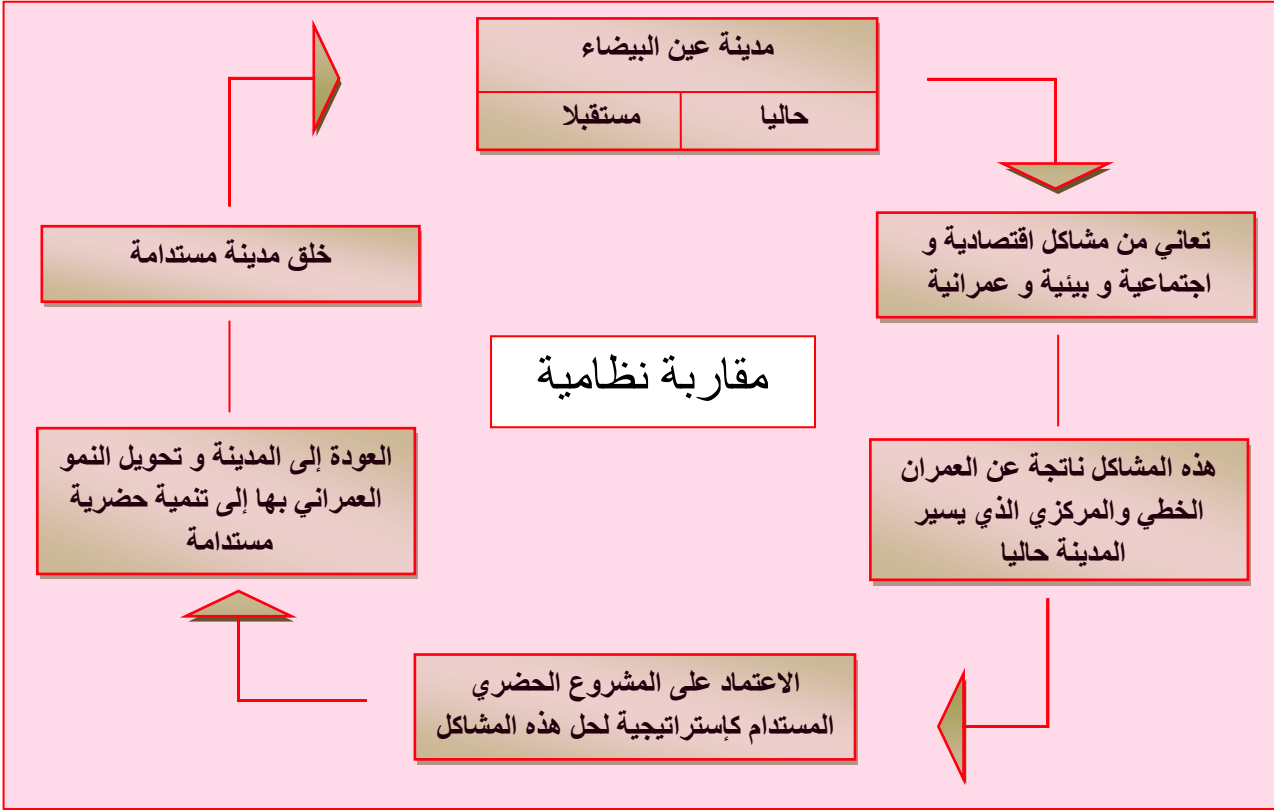 مدينة عين البيضاء
حاليا
مستقبلا
تعاني من مشاكل اقتصادية و
اجتماعية و بيئية و عمرانية
خلق مدينة مستدامة
مقاربة نظامية
هذه المشاكل ناتجة عن العمران
الخطي والمركزي الذي يسير
المدينة حاليا
العودة إلى المدينة و تحويل النمو
العمراني بها إلى تنمية حضرية
مستدامة
الاعتماد على المشروع الحضري
المستدام كإستراتيجية لحل هذه المشاكل